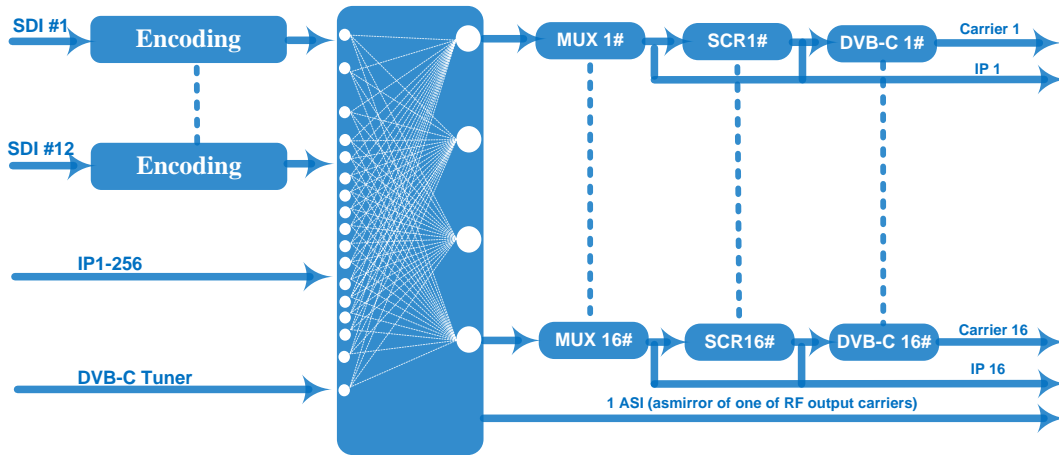 SDI #1
Encoding
SDI #12
Encoding
IP1-256
DVB-C Tuner
MUX 1#
SCR1#
DVB-C 1#
Carrier 1
IP 1
MUX 16#
SCR16#
DVB-C 16#
Carrier 16
IP 16
1 ASI (asmirror of one of RF output carriers)